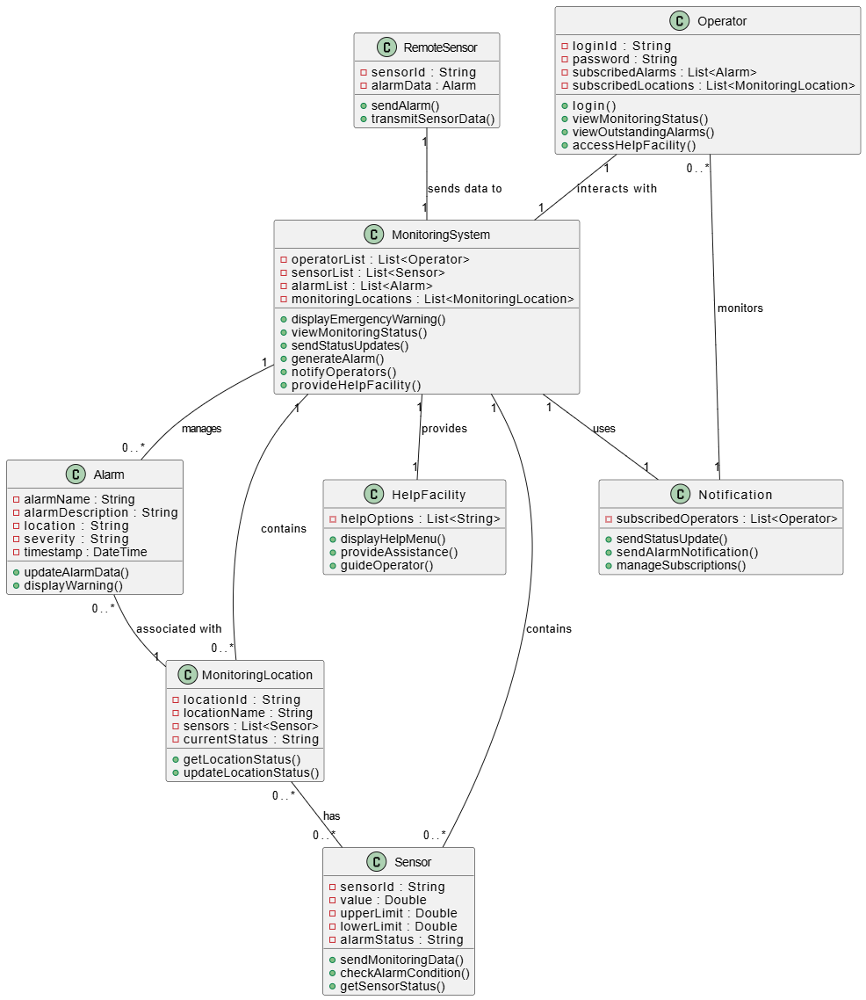 C RemoteSensor
sensorId : String
alarmData : Alarm
sendAlarm()
transmitSensorData()
C Operator
loginId : String
password : String
subscribedAlarms : List<Alarm>
subscribedLocations : List<MonitoringLocation>
login()
viewMonitoringStatus()
viewOutstandingAlarms()
accessHelpFacility()
1
sends data to
1
1
interacts with
1
0..*
monitors
1
C MonitoringSystem
operatorList : List<Operator>
sensorList : List<Sensor>
alarmList : List<Alarm>
monitoringLocations : List<MonitoringLocation>
displayEmergencyWarning()
viewMonitoringStatus()
sendStatusUpdates()
generateAlarm()
notifyOperators()
provideHelpFacility()
1
manages
0..*
1
contains
0..*
1
provides
1
1
contains
0..*
1
uses
1
C Alarm
alarmName : String
alarmDescription : String
location : String
severity : String
timestamp : DateTime
updateAlarmData()
displayWarning()
C HelpFacility
helpOptions : List<String>
displayHelpMenu()
provideAssistance()
guideOperator()
C Notification
subscribedOperators : List<Operator>
sendStatusUpdate()
sendAlarmNotification()
manageSubscriptions()
0..*
associated with
1
C MonitoringLocation
locationId : String
locationName : String
sensors : List<Sensor>
currentStatus : String
getLocationStatus()
updateLocationStatus()
0..*
has
0..*
C Sensor
sensorId : String
value : Double
upperLimit : Double
lowerLimit : Double
alarmStatus : String
sendMonitoringData()
checkAlarmCondition()
getSensorStatus()